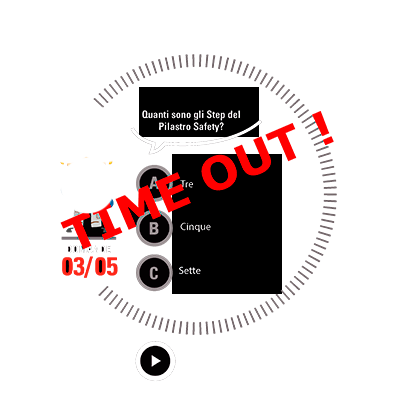 Quanti sono gli Step del
Pilastro Safety?
TIME OUT !
A Tre
B Cinque
C Sette
03/05